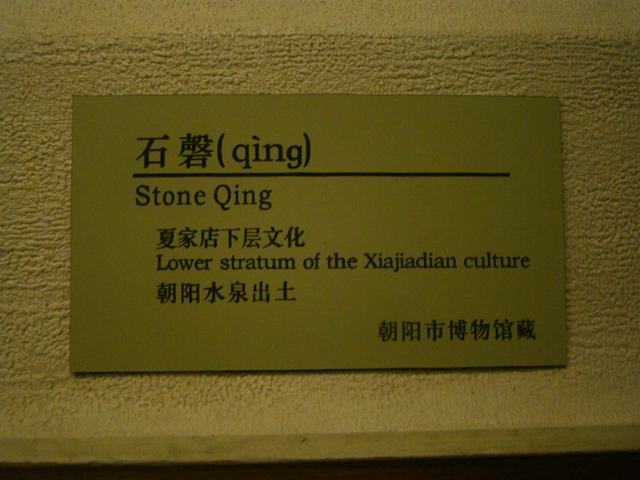 石磬(qìng)
Stone Qing
夏家店下层文化
Lower stratum of the Xiajiadian culture
朝阳水泉出土
朝阳市博物馆藏